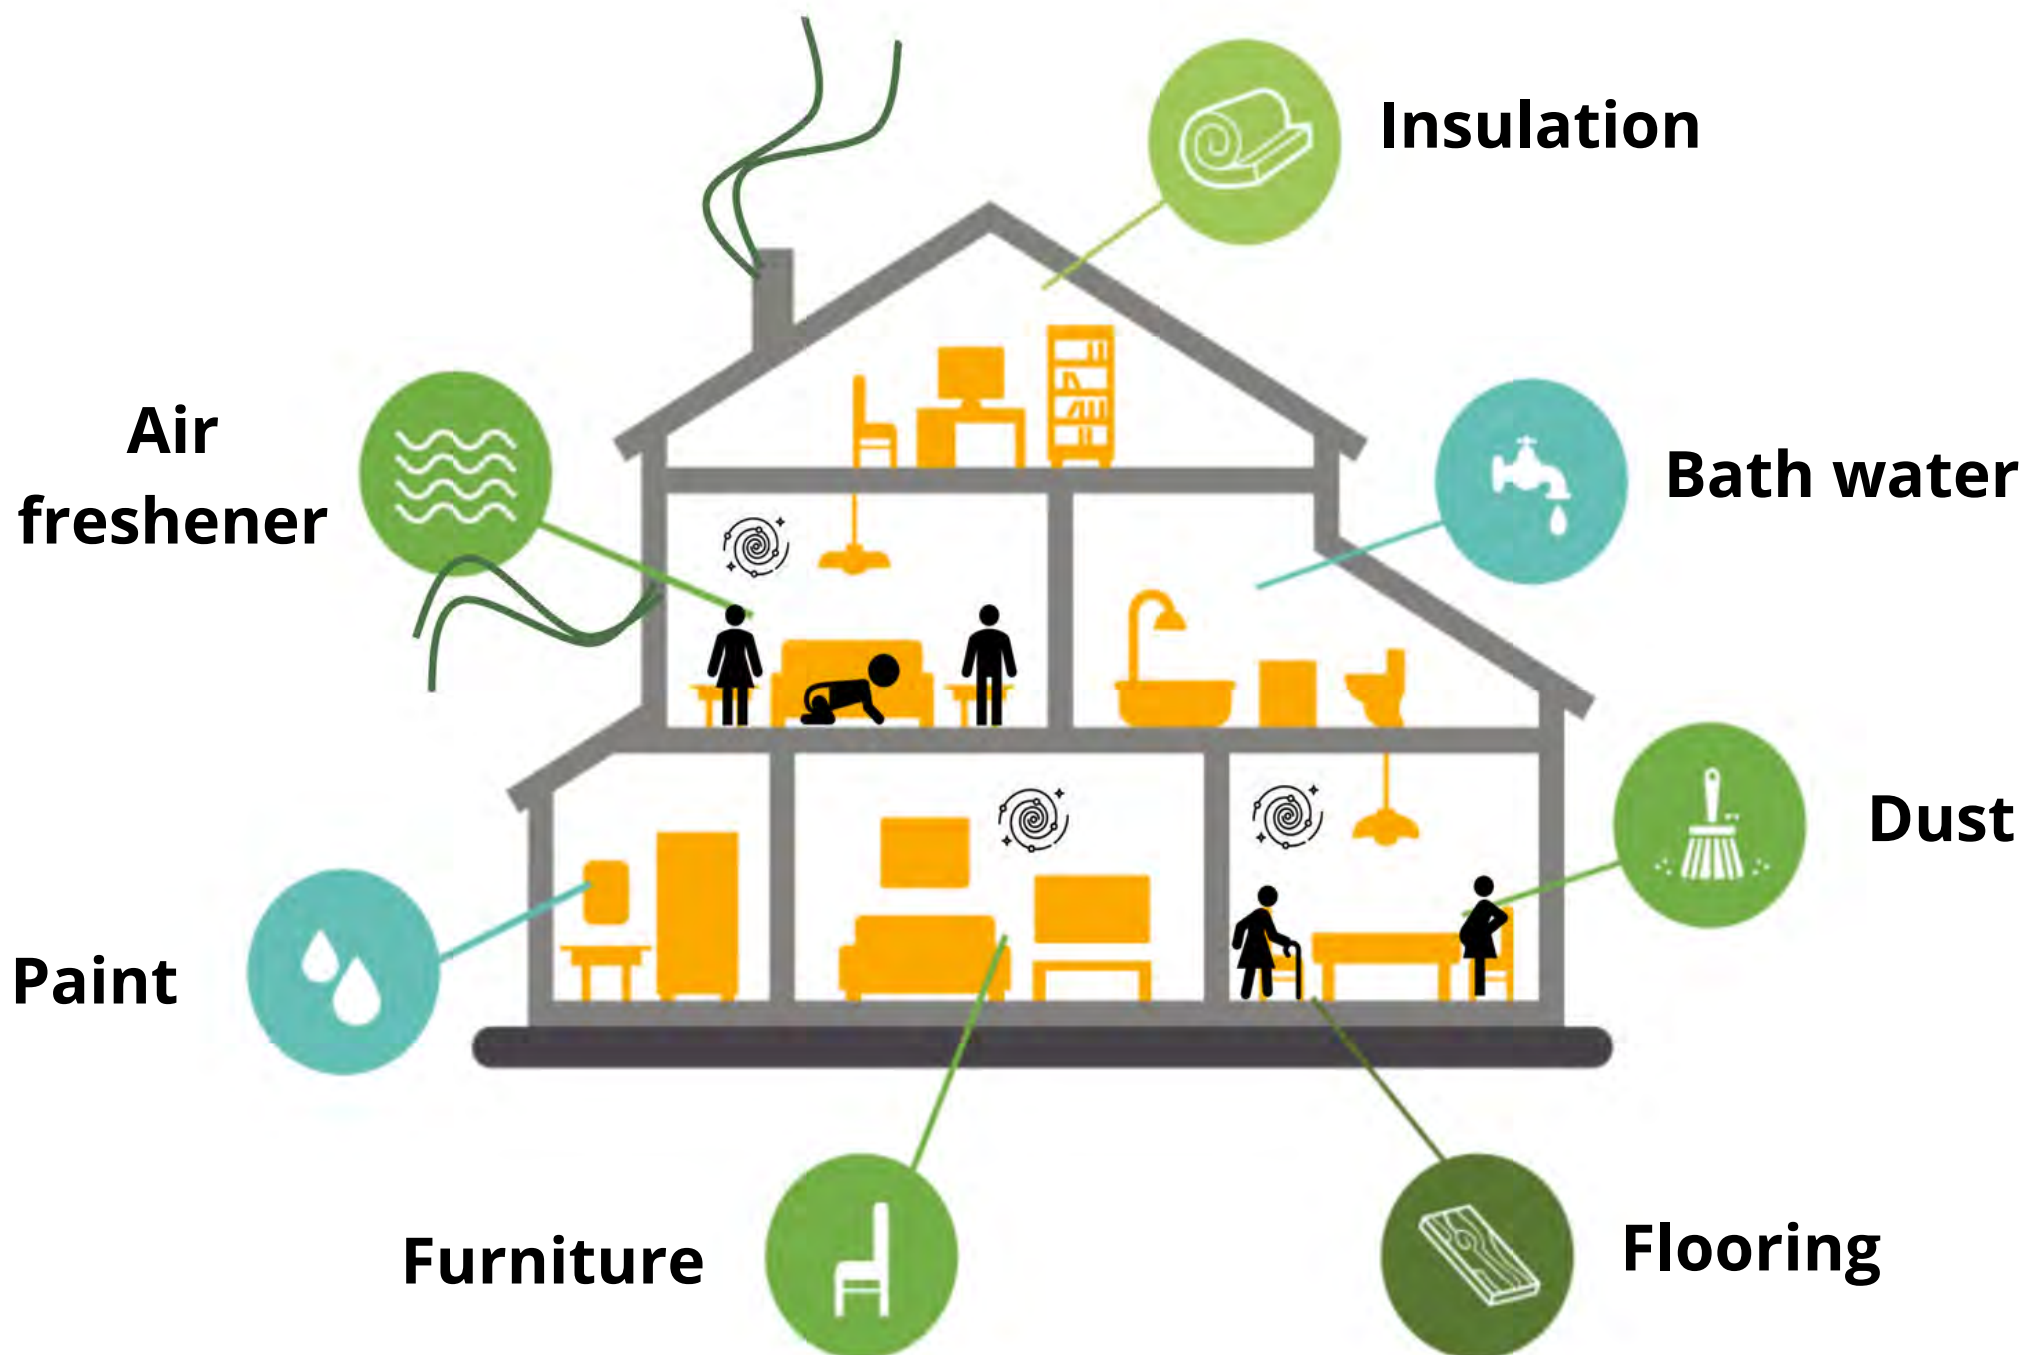 Insulation
Air
freshener
Bath water
Dust
Paint
Furniture
Flooring